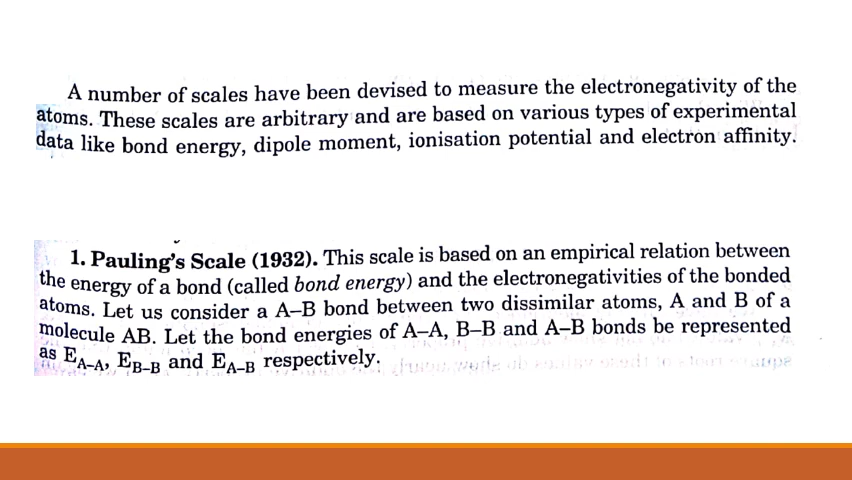 A number of scales have been devised to measure the electronegativity of the
atoms. These scales are arbitrary and are based on various types of experimental
data like bond energy, dipole moment, ionisation potential and electron affinity.
1. Pauling's Scale (1932). This scale is based on an empirical relation between
the energy of a bond (called bond energy) and the electronegativities of the bonded
atoms. Let us consider a A–B bond between two dissimilar atoms, A and B of a
molecule AB. Let the bond energies of A–A, B–B and A–B bonds be represented
as E_A–A, E_B–B and E_A–B respectively.